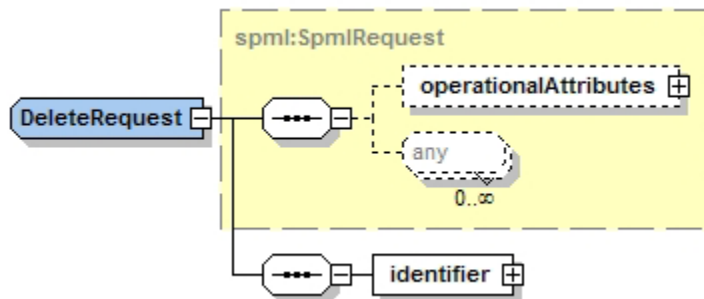 spml:SpmlRequest
operationalAttributes
DeleteRequest
any
0..∞
identifier